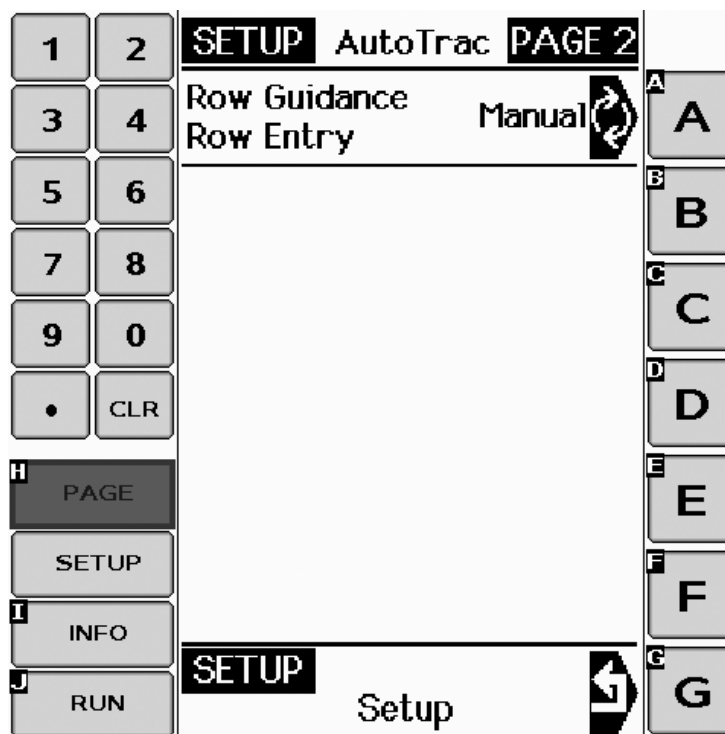 1 2
3 4
5 6
7 8
9 0
. CLR
H
PAGE
SETUP
I
INFO
J
RUN
SETUP AutoTrac PAGE 2
Row Guidance
Row Entry
Manual
SETUP
Setup
A
A
B
B
C
C
D
D
E
E
F
F
G
G